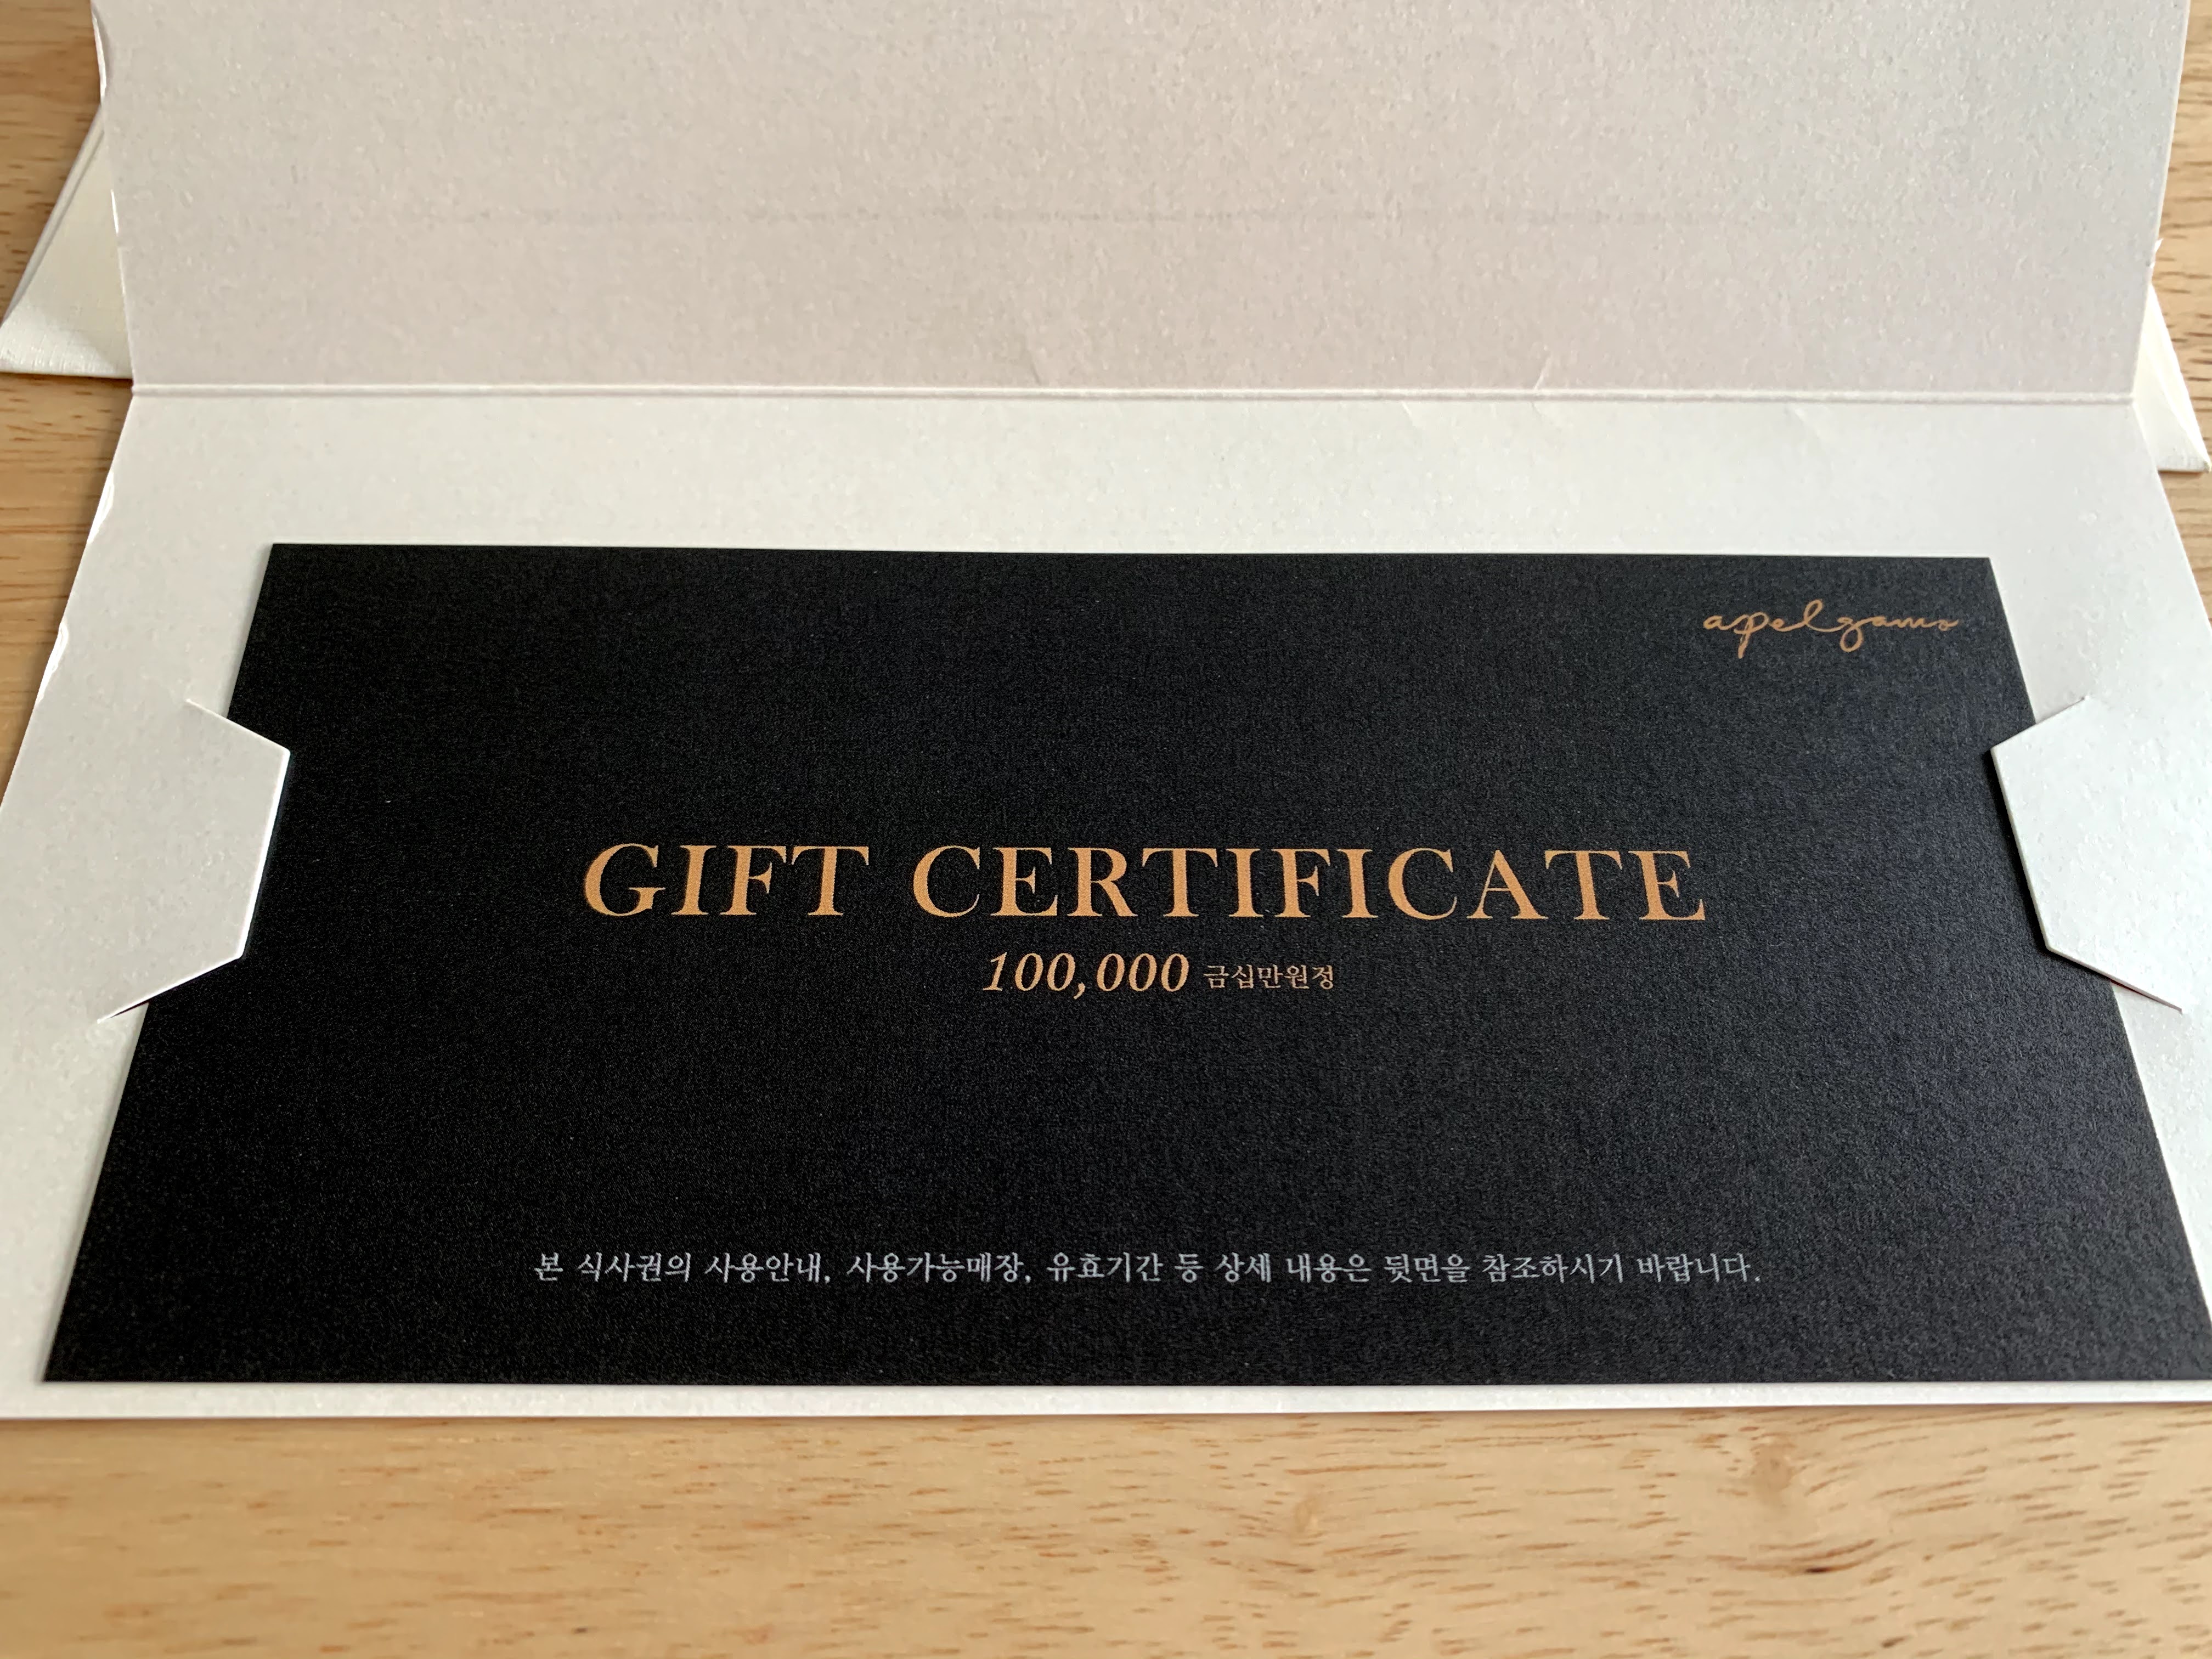 apelgamo
GIFT CERTIFICATE
100,000 금십만원정
본 식사권의 사용안내, 사용가능매장, 유효기간 등 상세 내용은 뒷면을 참조하시기 바랍니다.